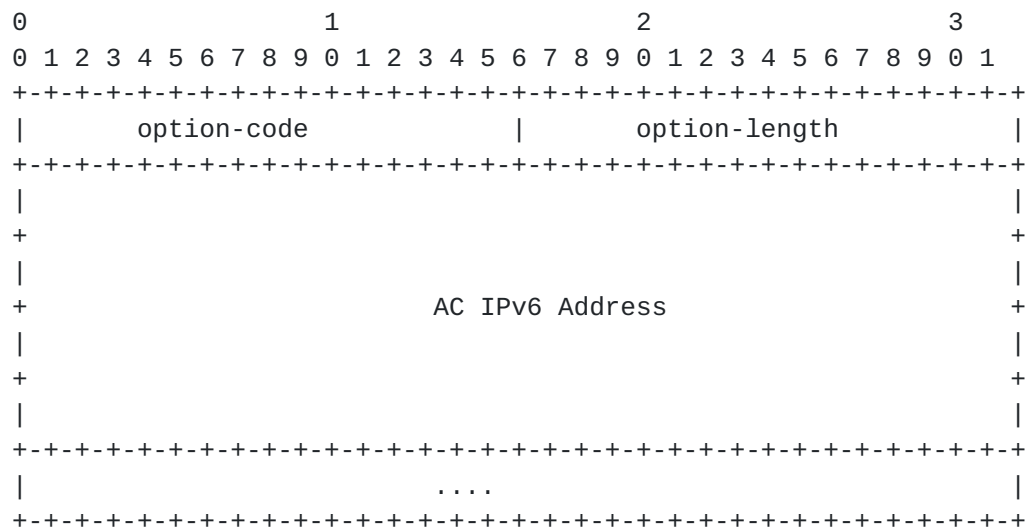 0                   1                   2                   3
0 1 2 3 4 5 6 7 8 9 0 1 2 3 4 5 6 7 8 9 0 1 2 3 4 5 6 7 8 9 0 1
+-+-+-+-+-+-+-+-+-+-+-+-+-+-+-+-+-+-+-+-+-+-+-+-+-+-+-+-+-+-+-+-+
|       option-code             |       option-length           |
+-+-+-+-+-+-+-+-+-+-+-+-+-+-+-+-+-+-+-+-+-+-+-+-+-+-+-+-+-+-+-+-+
|                                                               |
+                                                               +
|                                                               |
+                          AC IPv6 Address                      +
|                                                               |
+                                                               +
|                                                               |
+-+-+-+-+-+-+-+-+-+-+-+-+-+-+-+-+-+-+-+-+-+-+-+-+-+-+-+-+-+-+-+-+
|                          ....                                 |
+-+-+-+-+-+-+-+-+-+-+-+-+-+-+-+-+-+-+-+-+-+-+-+-+-+-+-+-+-+-+-+-+